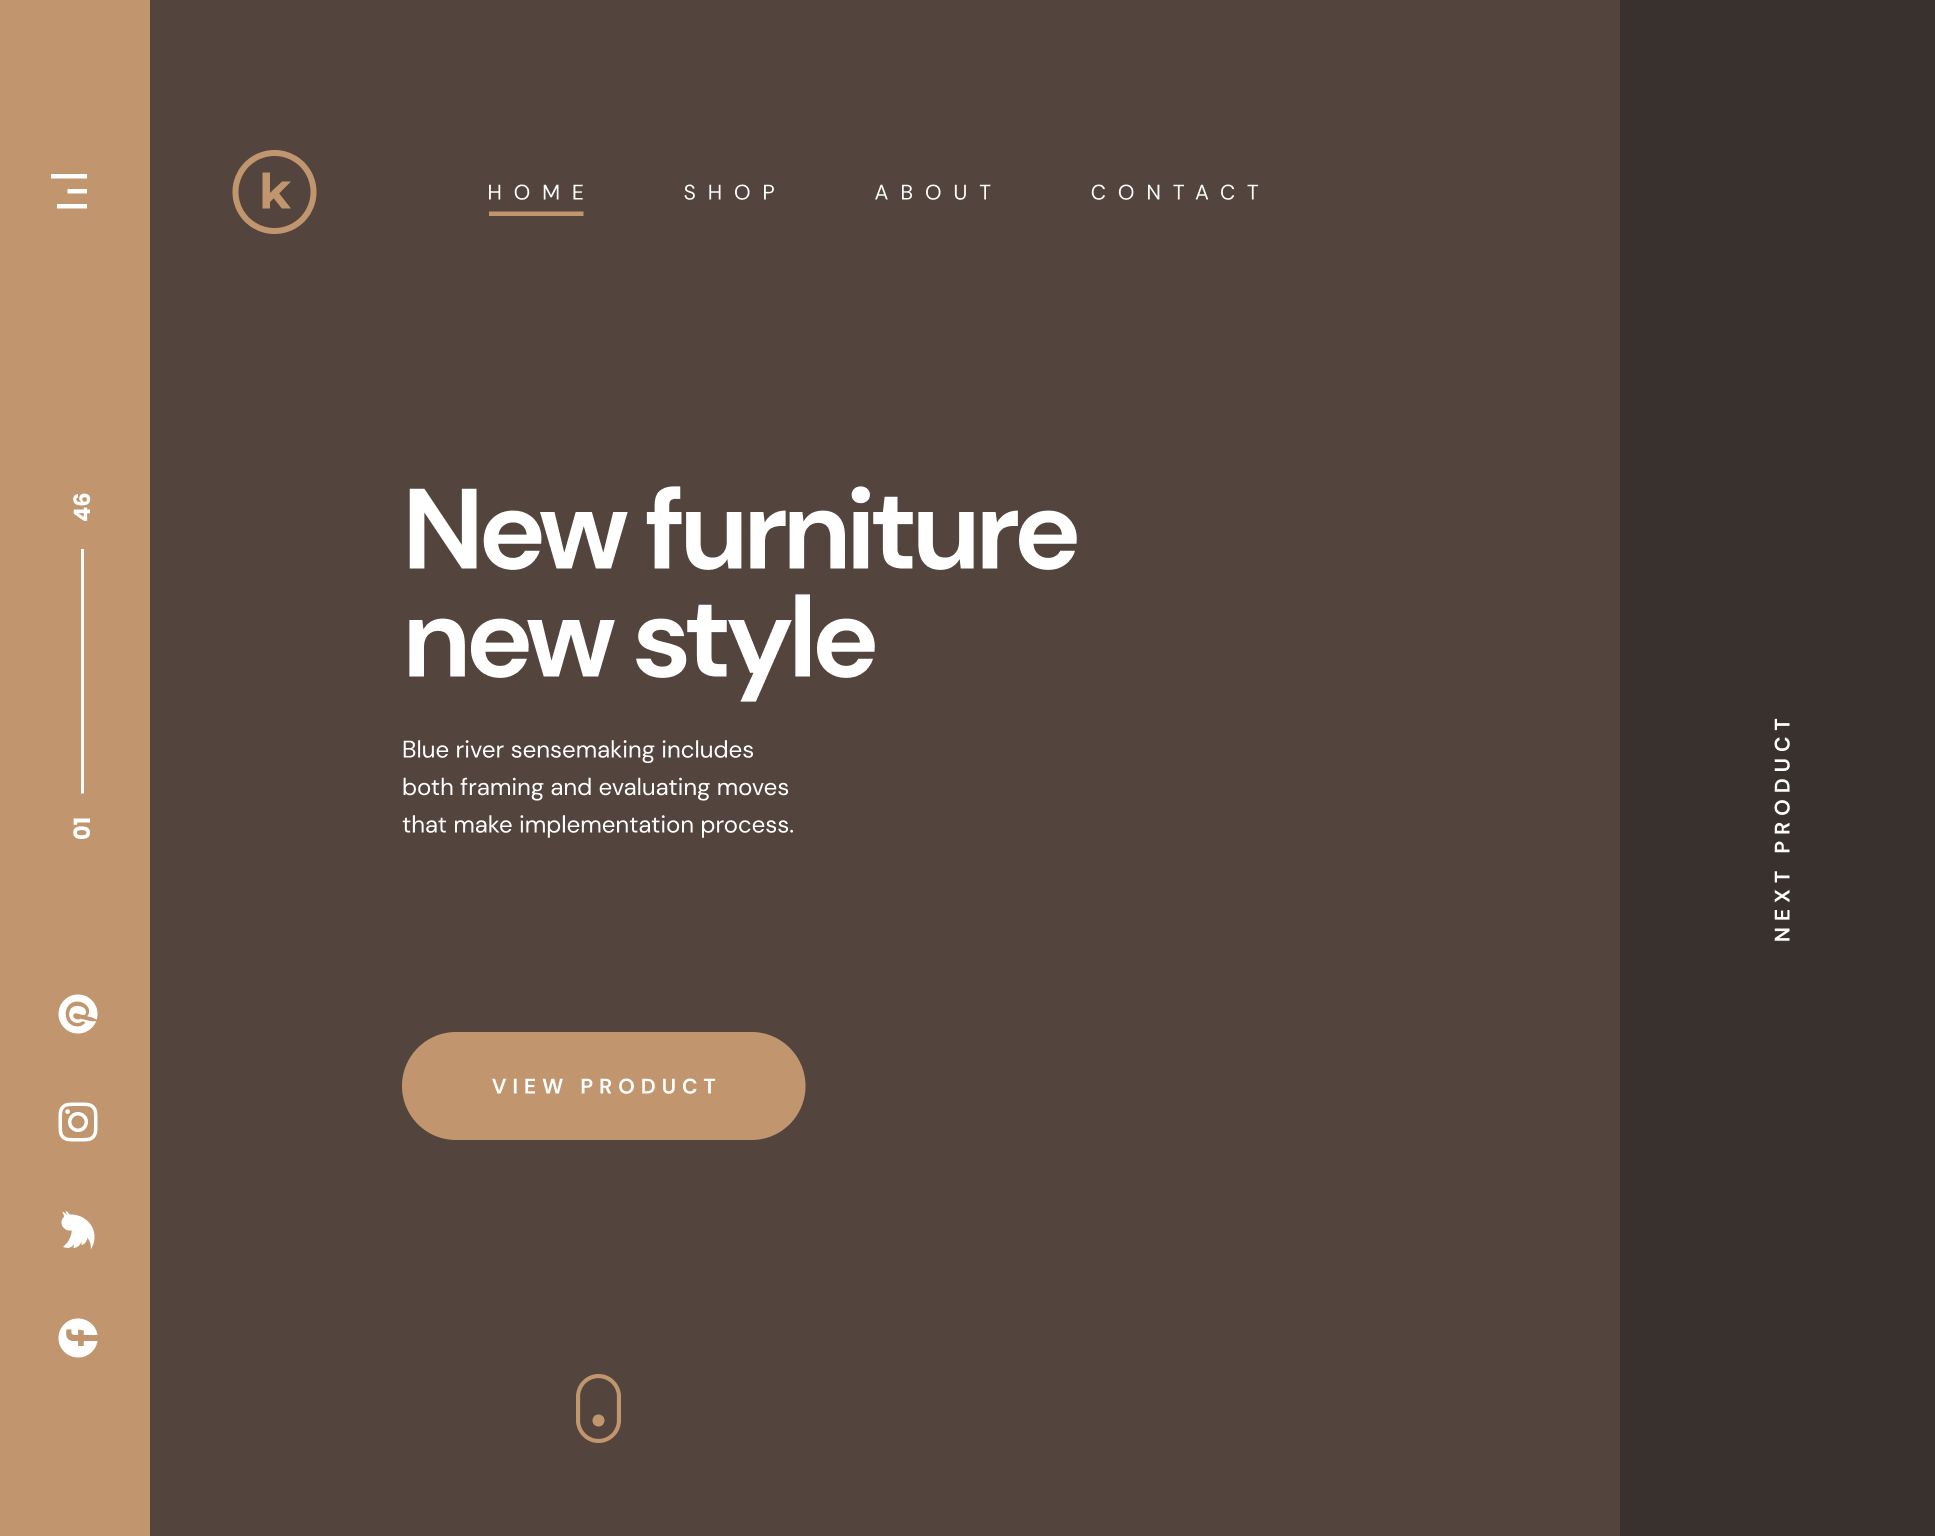 k
HOME
SHOP
ABOUT
CONTACT
46
01
New furniture
new style
Blue river sensemaking includes
both framing and evaluating moves
that make implementation process.
VIEW PRODUCT
NEXT PRODUCT